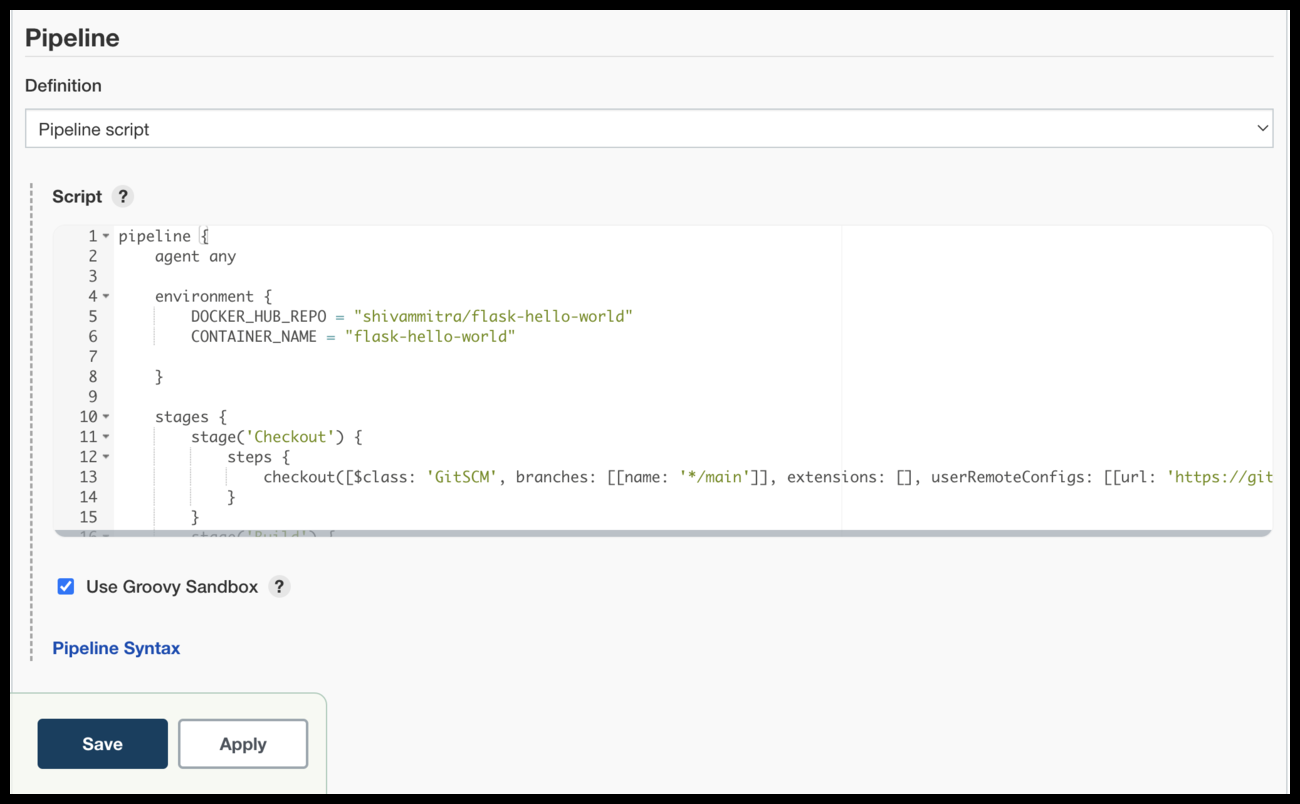 Pipeline
Definition
Pipeline script
Script ?
1 pipeline {
2     agent any
3
4     environment {
5         DOCKER_HUB_REPO = "shivammitra/flask-hello-world"
6         CONTAINER_NAME = "flask-hello-world"
7
8     }
9
10     stages {
11         stage('Checkout') {
12             steps {
13                 checkout([$class: 'GitSCM', branches: [[name: '*/main']], extensions: [], userRemoteConfigs: [[url: 'https://git
14             }
15         }
16         stage('Build') {
Use Groovy Sandbox ?
Pipeline Syntax
Save Apply